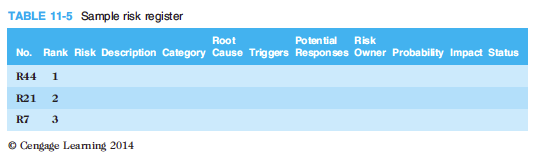 TABLE 11-5 Sample risk register
No. Rank Risk Description Category Root Cause Triggers Potential Responses Risk Owner Probability Impact Status
R44 1
R21 2
R7 3
© Cengage Learning 2014